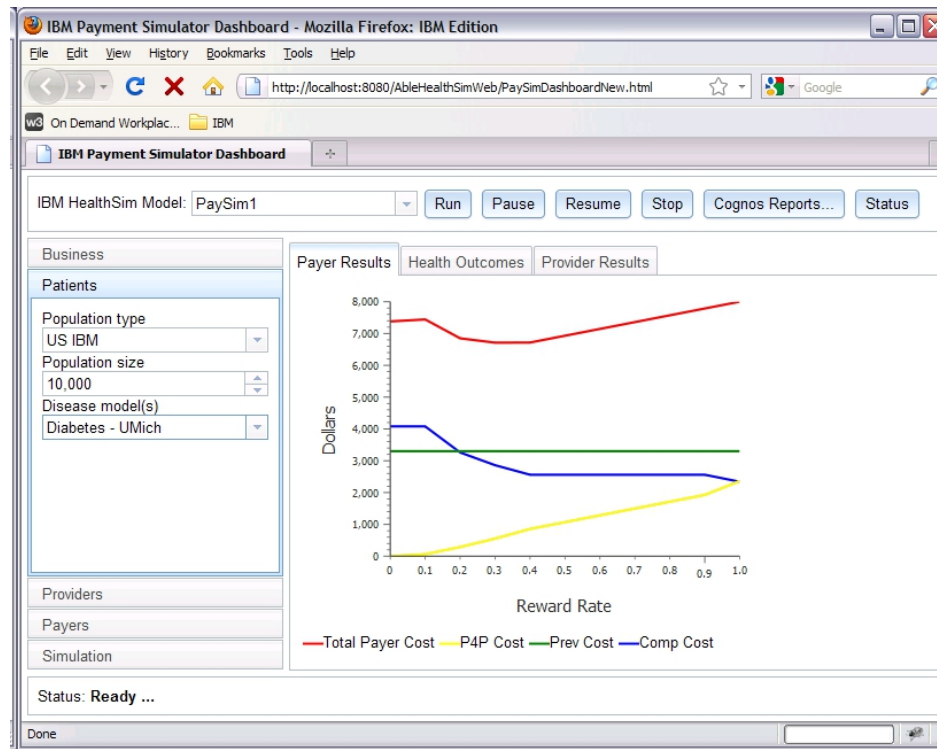 IBM Payment Simulator Dashboard - Mozilla Firefox: IBM Edition
File Edit View History Bookmarks Tools Help
http://localhost:8080/AbleHealthSimWeb/PaySimDashboardNew.html Google
w3 On Demand Workplac... IBM
IBM Payment Simulator Dashboard
IBM HealthSim Model: PaySim1 Run Pause Resume Stop Cognos Reports... Status
Business
Patients
Population type
US IBM
Population size
10,000
Disease model(s)
Diabetes - UMich
Providers
Payers
Simulation
Payer Results Health Outcomes Provider Results
8,000
7,000
6,000
5,000
4,000
3,000
2,000
1,000
0
Dollars
0 0.1 0.2 0.3 0.4 0.5 0.6 0.7 0.8 0.9 1.0
Reward Rate
Total Payer Cost P4P Cost Prev Cost Comp Cost
Status: Ready ...
Done